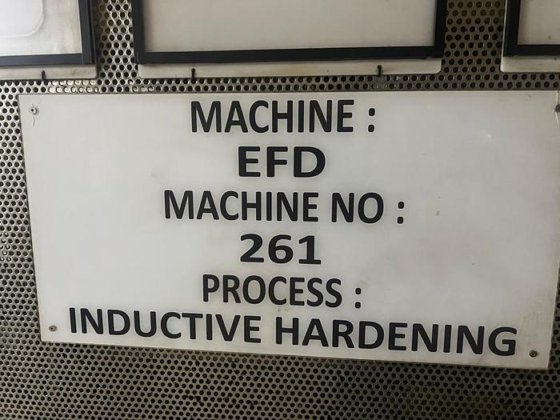 MACHINE :
EFD
MACHINE NO :
261
PROCESS :
INDUCTIVE HARDENING